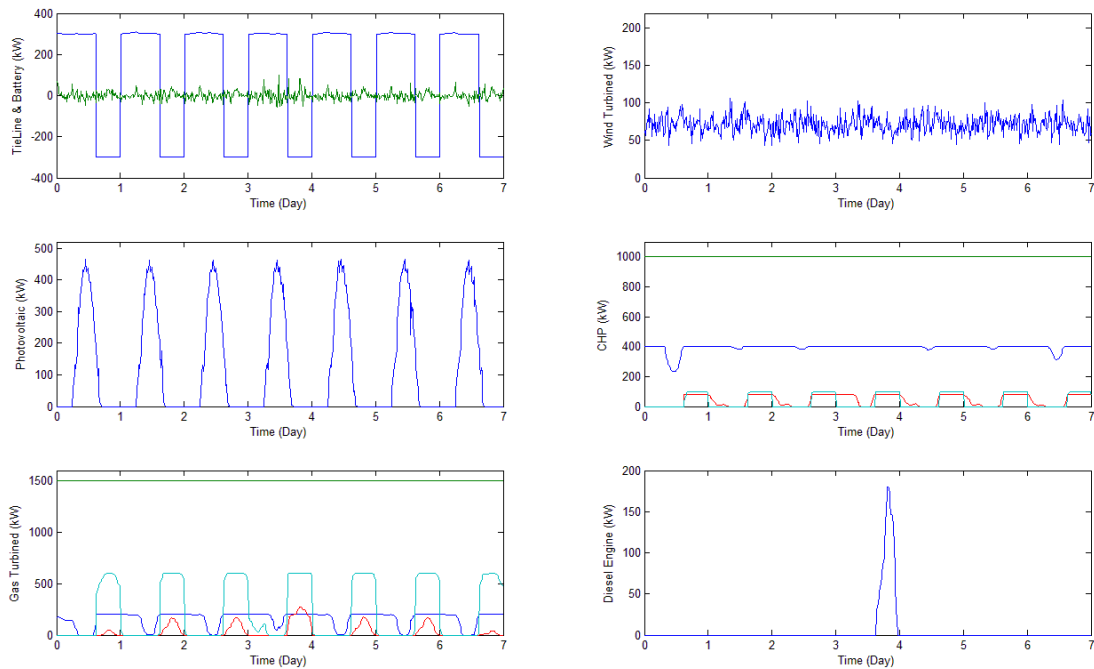 TieLine & Battery (kW)
400
200
0
-200
-400
0 1 2 3 4 5 6 7
Time (Day)
Wind Turbined (kW)
200
150
100
50
0
0 1 2 3 4 5 6 7
Time (Day)
Photovoltaic (kW)
500
400
300
200
100
0
0 1 2 3 4 5 6 7
Time (Day)
CHP (kW)
1000
800
600
400
200
0
0 1 2 3 4 5 6 7
Time (Day)
Gas Turbined (kW)
1500
1000
500
0
0 1 2 3 4 5 6 7
Time (Day)
Diesel Engine (kW)
200
150
100
50
0
0 1 2 3 4 5 6 7
Time (Day)